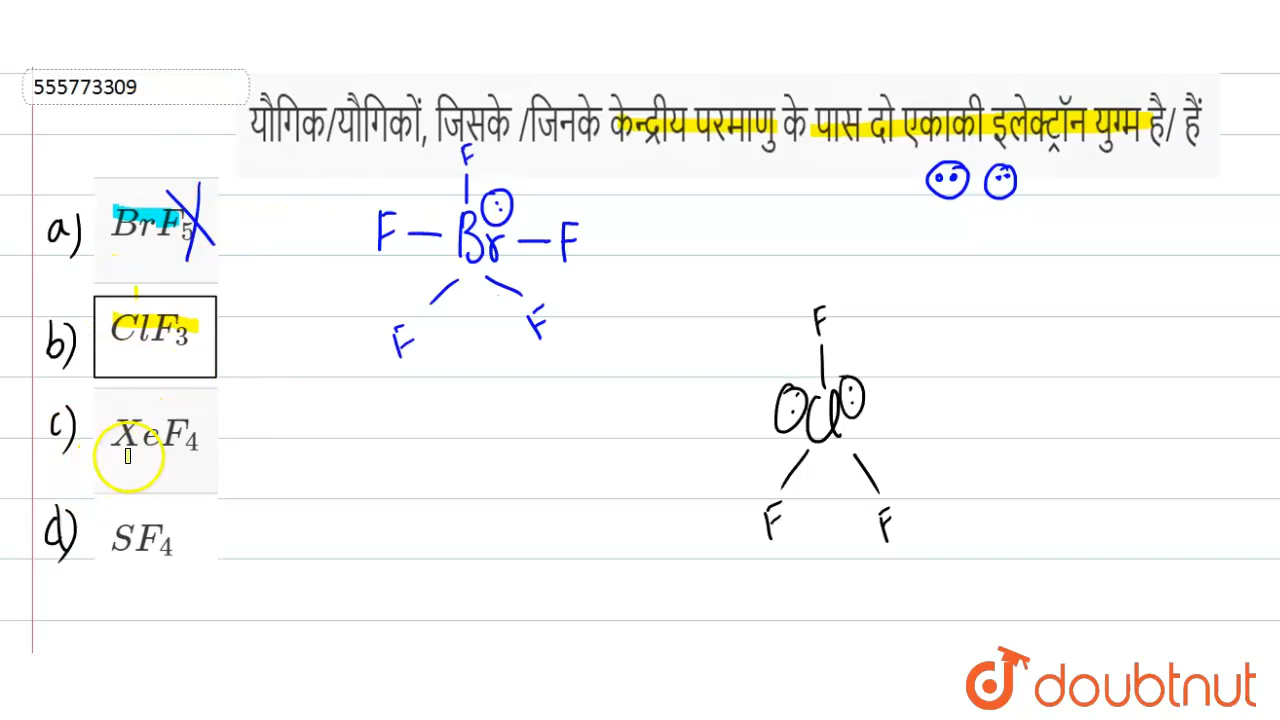 555773309
यौगिक/यौगिकों, जिसके /जिनके केन्द्रीय परमाणु के पास दो एकाकी इलेक्ट्रॉन युग्म है/ हैं
a) BrF₅
F
F — Br — F
F F
b) ClF₃
F
Cl
F F
c) XeF₄
d) SF₄
doubtnut